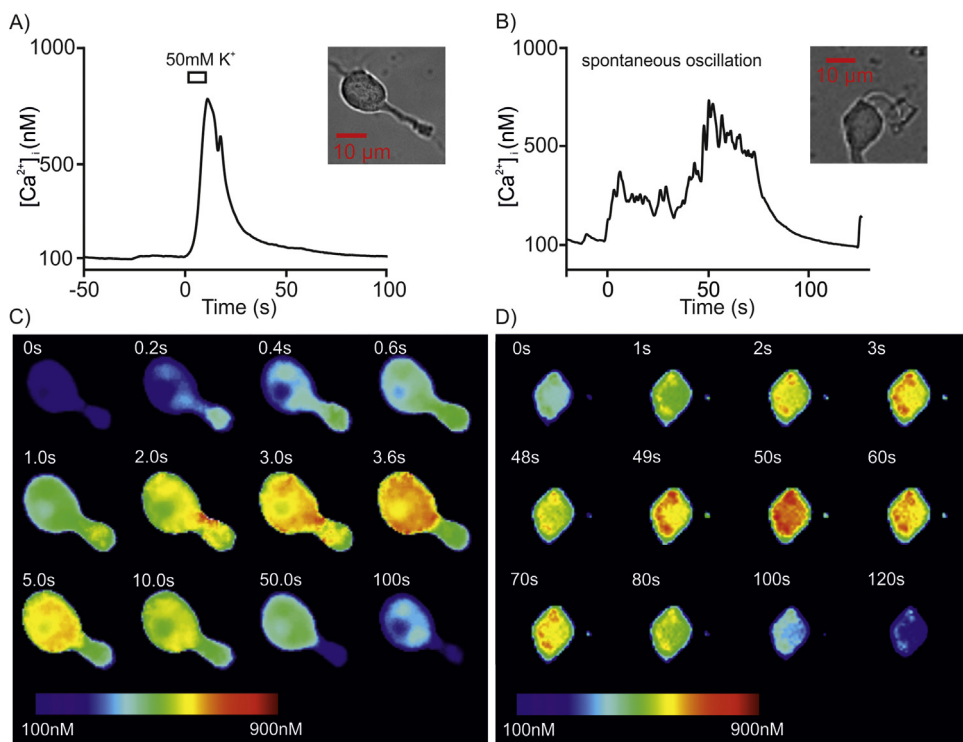 A)
1000
500
100
[Ca²⁺]ᵢ (nM)
50mM K⁺
10 µm
-50
0
50
100
Time (s)
B)
1000
500
100
[Ca²⁺]ᵢ (nM)
spontaneous oscillation
10 µm
0
50
100
Time (s)
C)
0s
0.2s
0.4s
0.6s
1.0s
2.0s
3.0s
3.6s
5.0s
10.0s
50.0s
100s
100nM
900nM
D)
0s
1s
2s
3s
48s
49s
50s
60s
70s
80s
100s
120s
100nM
900nM